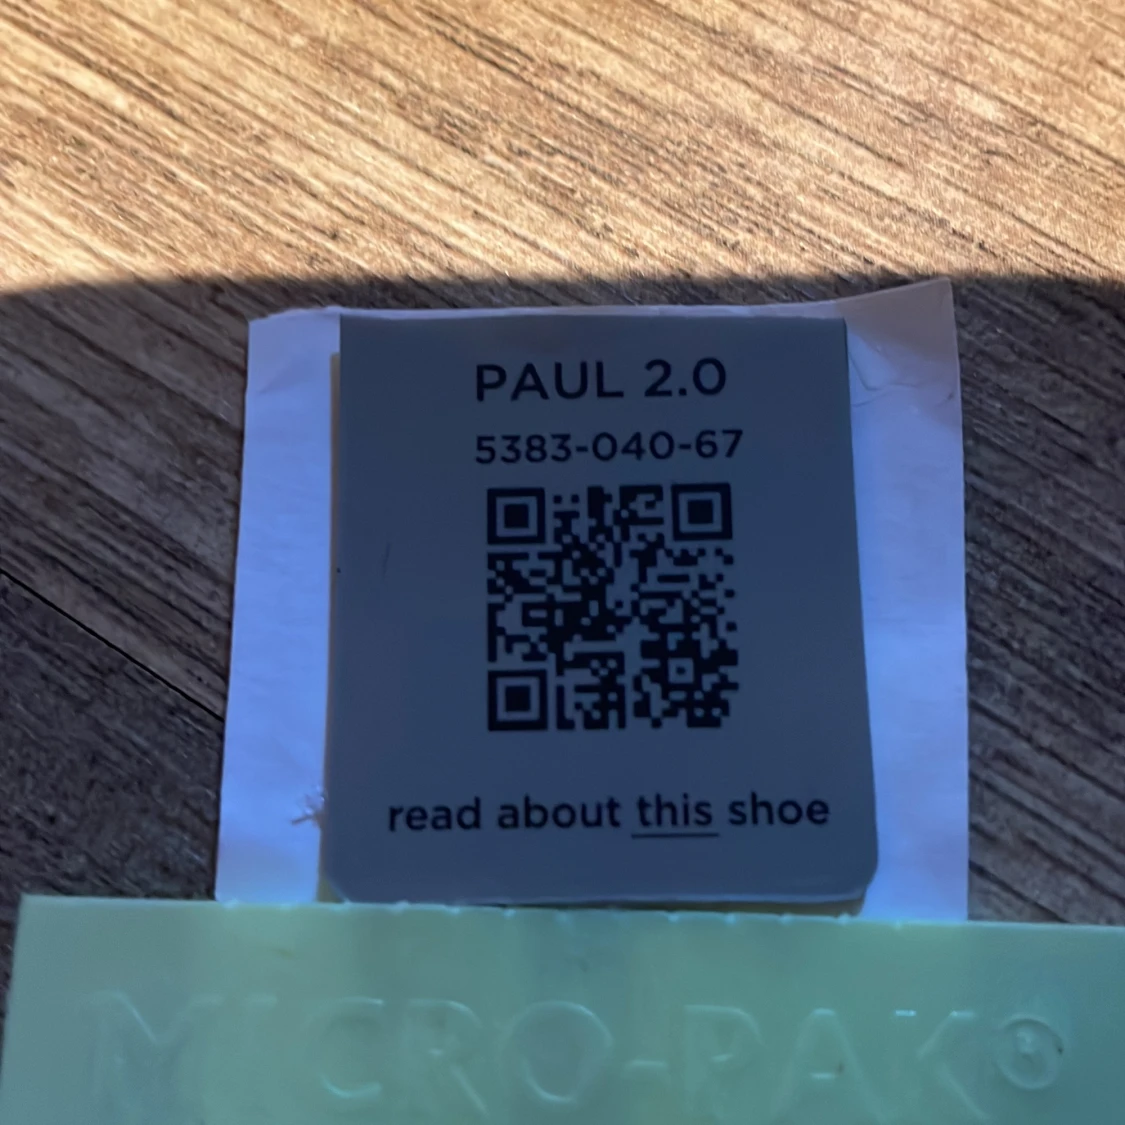 PAUL 2.0
5383-040-67
read about this shoe
MICRO-PAK®